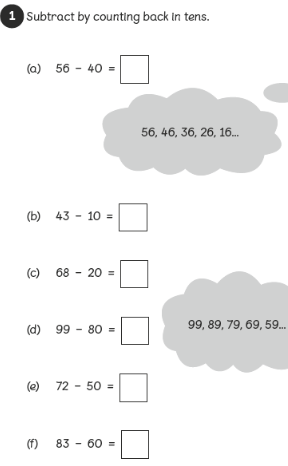 1 Subtract by counting back in tens.
(a) 56 - 40 =
56, 46, 36, 26, 16...
(b) 43 - 10 =
(c) 68 - 20 =
(d) 99 - 80 =
99, 89, 79, 69, 59...
(e) 72 - 50 =
(f) 83 - 60 =